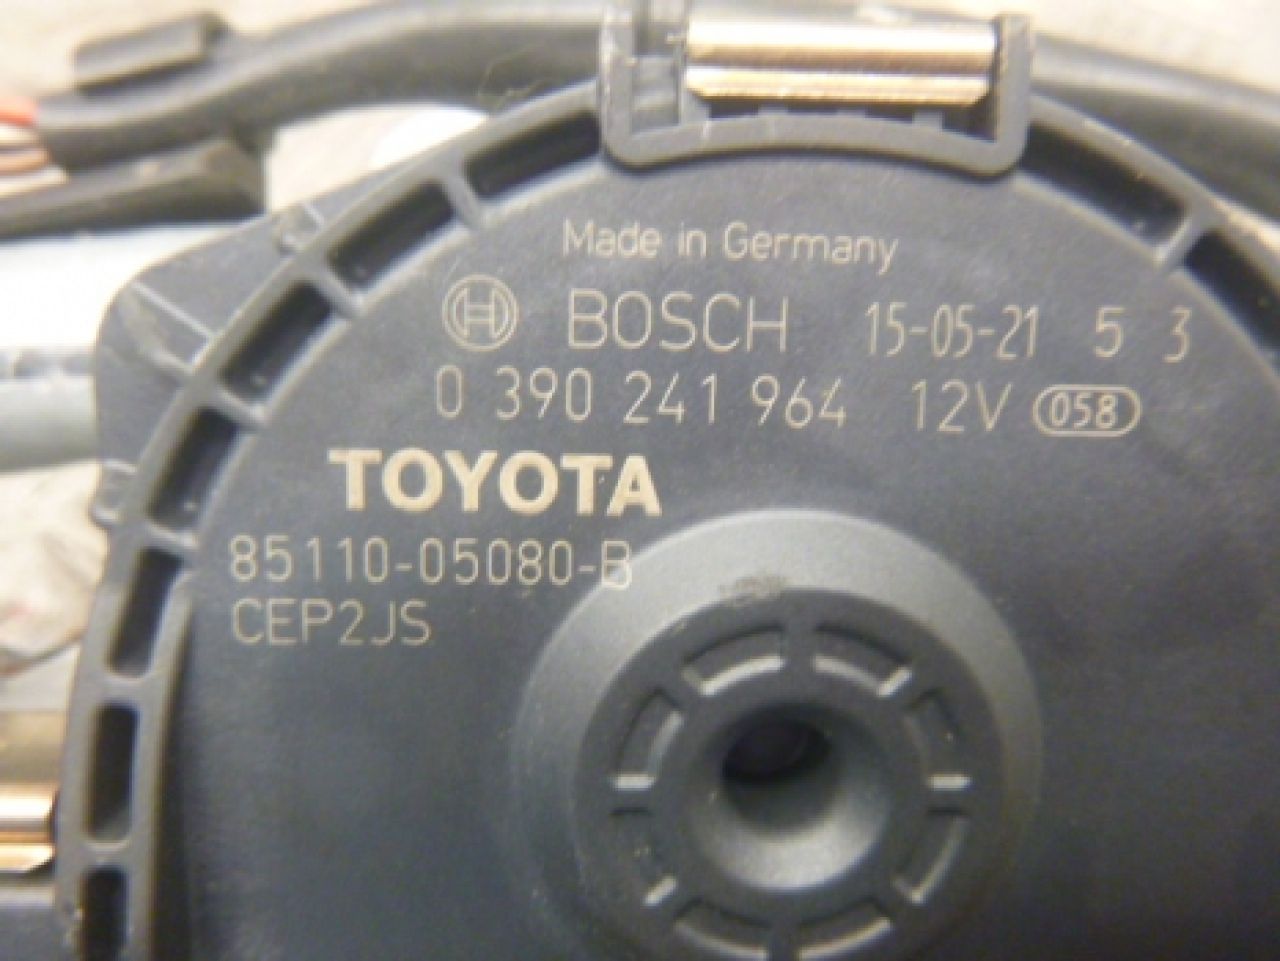 Made in Germany
BOSCH 15-05-21 5 3
0 390 241 964 12V 058
TOYOTA
85110-05080-B
CEP2JS